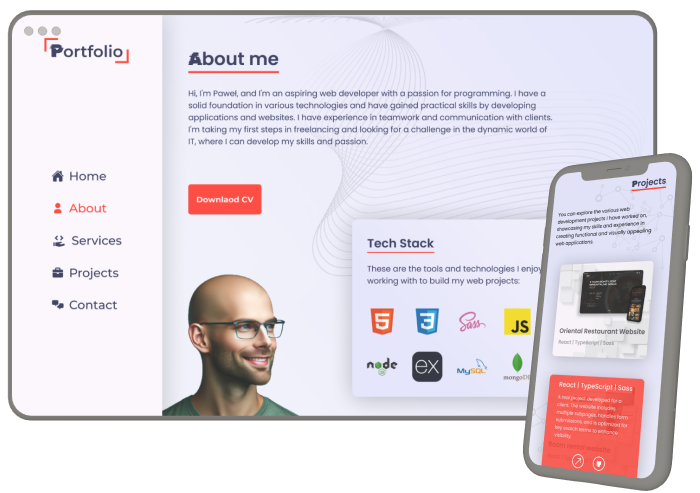 Portfolio
Home
About
Services
Projects
Contact
About me
Hi, I'm Paweł, and I'm an aspiring web developer with a passion for programming. I have a
solid foundation in various technologies and have gained practical skills by developing
applications and websites. I have experience in teamwork and communication with clients.
I'm taking my first steps in freelancing and looking for a challenge in the dynamic world of
IT, where I can develop my skills and passion.
Downlaod CV
Tech Stack
These are the tools and technologies I enjoy
working with to build my web projects:
5
3
Sass
JS
node
ex
MySQL
mongoD
Projects
You can explore the various web
development projects I have worked on,
showcasing my skills and experience in
creating functional and visually appealing
web applications.
Oriental Restaurant Website
React / TypeScript / Sass
React | TypeScript | Sass
A real project developed for a
client. The website includes
multiple subpages, handles form
submissions, and is optimized for
key search terms to enhance
visibility.